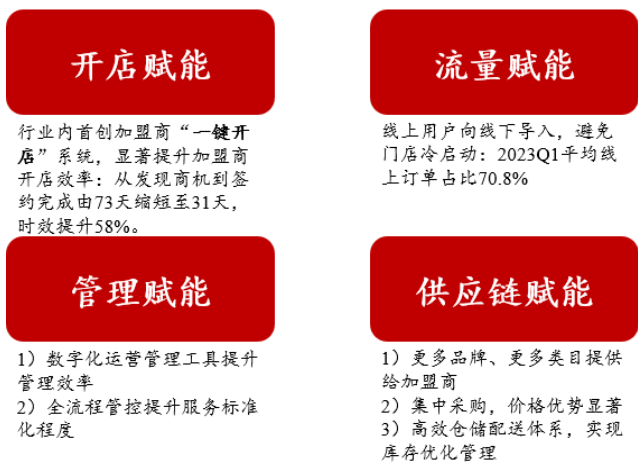 开店赋能
行业内首创加盟商“一键开
店”系统，显著提升加盟商
开店效率：从发现商机到签
约完成由73天缩短至31天，
时效提升58%。
流量赋能
线上用户向线下导入，避免
门店冷启动：2023Q1平均线
上订单占比70.8%
管理赋能
1）数字化运营管理工具提升
管理效率
2）全流程管控提升服务标准
化程度
供应链赋能
1）更多品牌、更多类目提供
给加盟商
2）集中采购，价格优势显著
3）高效仓储配送体系，实现
库存优化管理